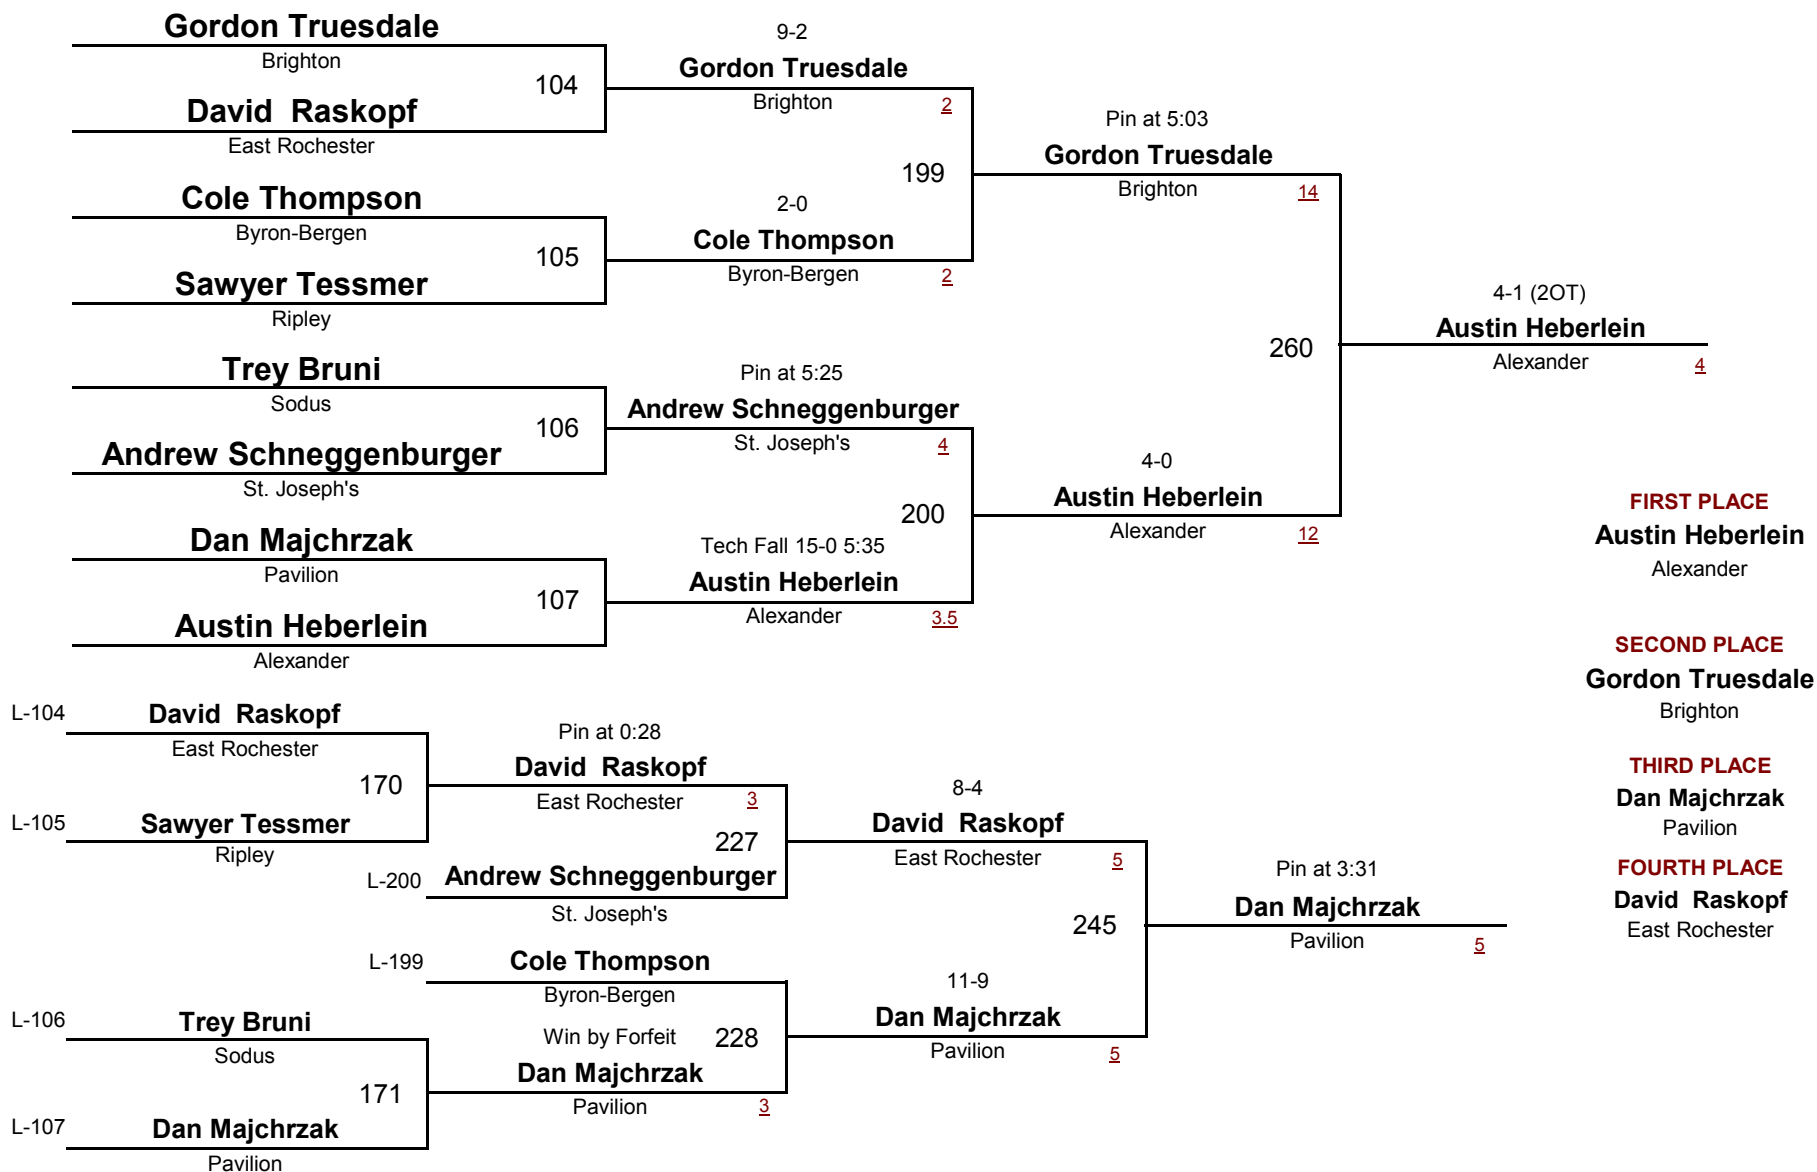 Gordon Truesdale
Brighton
104
David  Raskopf
East Rochester
Cole Thompson
Byron-Bergen
105
Sawyer Tessmer
Ripley
Trey Bruni
Sodus
106
Andrew Schneggenburger
St. Joseph's
Dan Majchrzak
Pavilion
107
Austin Heberlein
Alexander
9-2
Gordon Truesdale
Brighton
2
199
2-0
Cole Thompson
Byron-Bergen
2
Pin at 5:25
Andrew Schneggenburger
St. Joseph's
4
200
Tech Fall 15-0 5:35
Austin Heberlein
Alexander
3.5
Pin at 5:03
Gordon Truesdale
Brighton
14
260
4-0
Austin Heberlein
Alexander
12
4-1 (2OT)
Austin Heberlein
Alexander
4
FIRST PLACE
Austin Heberlein
Alexander
SECOND PLACE
Gordon Truesdale
Brighton
THIRD PLACE
Dan Majchrzak
Pavilion
FOURTH PLACE
David  Raskopf
East Rochester
L-104
David  Raskopf
East Rochester
170
L-105
Sawyer Tessmer
Ripley
Pin at 0:28
David  Raskopf
East Rochester
3
227
L-200
Andrew Schneggenburger
St. Joseph's
L-199
Cole Thompson
Byron-Bergen
228
Win by Forfeit
Dan Majchrzak
Pavilion
3
L-106
Trey Bruni
Sodus
171
L-107
Dan Majchrzak
Pavilion
8-4
David  Raskopf
East Rochester
5
245
11-9
Dan Majchrzak
Pavilion
5
Pin at 3:31
Dan Majchrzak
Pavilion
5